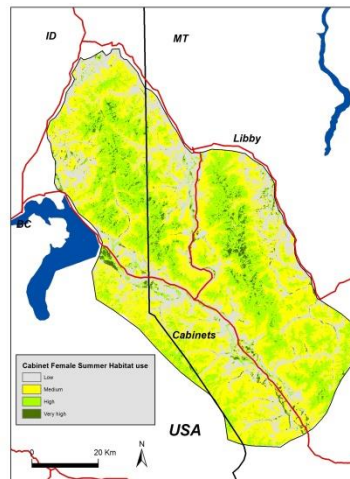 ID
MT
Libby
BC
Cabinets
Cabinet Female Summer Habitat use
Low
Medium
High
Very high
USA
0
20 Km
N